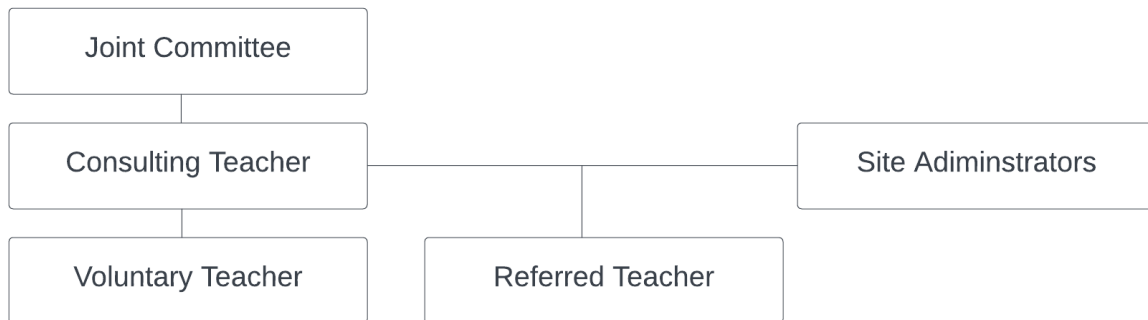 Joint Committee
Consulting Teacher
Site Adiminstrators
Voluntary Teacher
Referred Teacher